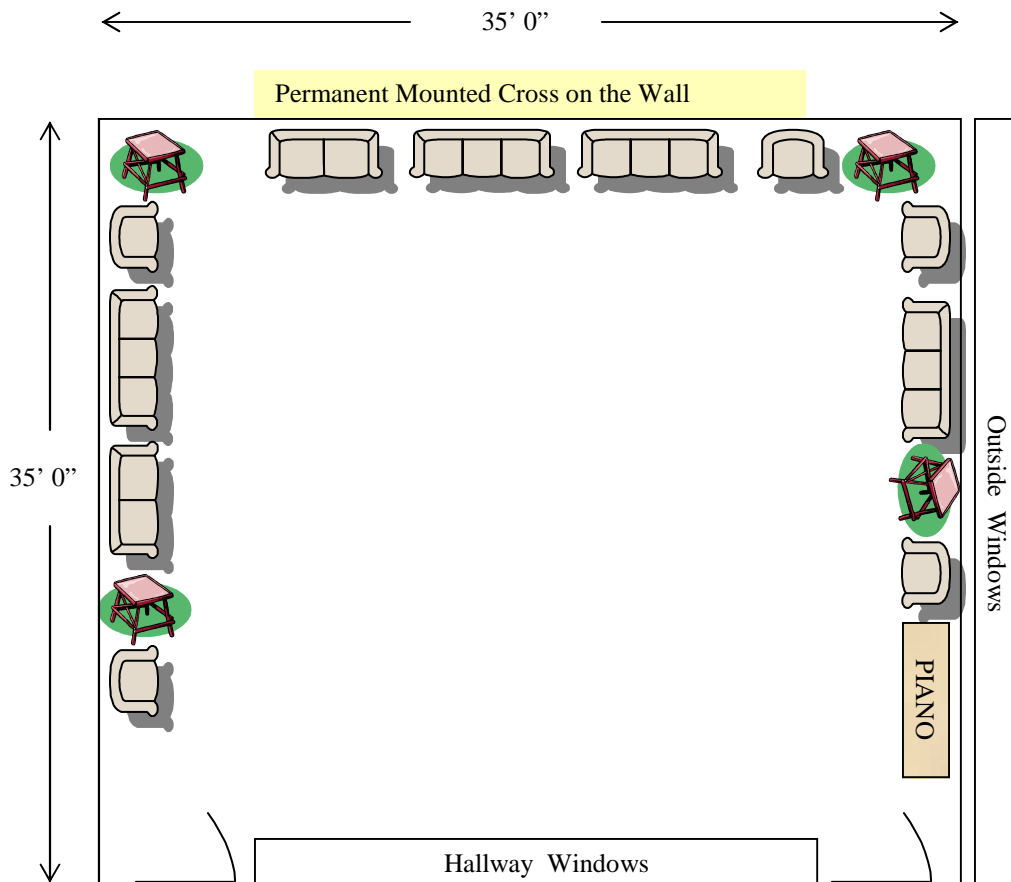 35’ 0”
Permanent Mounted Cross on the Wall
35’ 0”
Outside Windows
PIANO
Hallway Windows